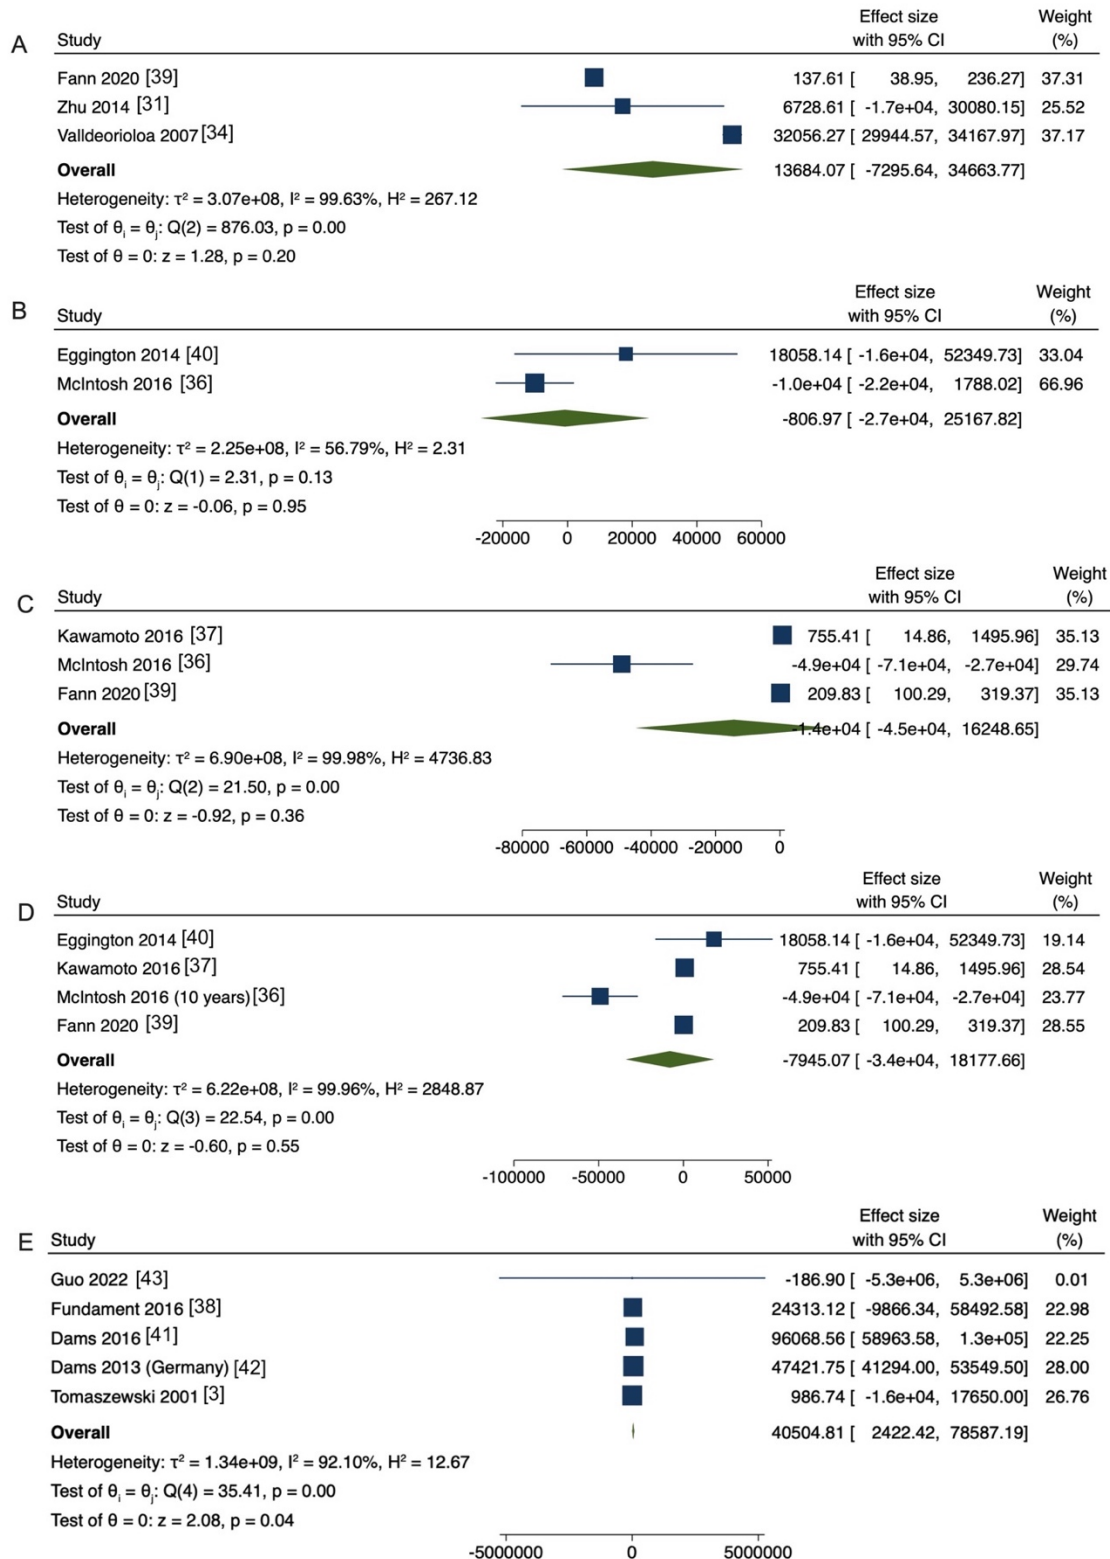 A
Study Effect size with 95% CI Weight (%)
Fann 2020 [39] 137.61 [ 38.95, 236.27] 37.31
Zhu 2014 [31] 6728.61 [ -1.7e+04, 30080.15] 25.52
Valldeorioloa 2007 [34] 32056.27 [ 29944.57, 34167.97] 37.17
Overall 13684.07 [ -7295.64, 34663.77]
Heterogeneity: τ² = 3.07e+08, I² = 99.63%, H² = 267.12
Test of θi = θj: Q(2) = 876.03, p = 0.00
Test of θ = 0: z = 1.28, p = 0.20
B
Study Effect size with 95% CI Weight (%)
Eggington 2014 [40] 18058.14 [ -1.6e+04, 52349.73] 33.04
McIntosh 2016 [36] -1.0e+04 [ -2.2e+04, 1788.02] 66.96
Overall -806.97 [ -2.7e+04, 25167.82]
Heterogeneity: τ² = 2.25e+08, I² = 56.79%, H² = 2.31
Test of θi = θj: Q(1) = 2.31, p = 0.13
Test of θ = 0: z = -0.06, p = 0.95
-20000 0 20000 40000 60000
C
Study Effect size with 95% CI Weight (%)
Kawamoto 2016 [37] 755.41 [ 14.86, 1495.96] 35.13
McIntosh 2016 [36] -4.9e+04 [ -7.1e+04, -2.7e+04] 29.74
Fann 2020 [39] 209.83 [ 100.29, 319.37] 35.13
Overall -1.4e+04 [ -4.5e+04, 16248.65]
Heterogeneity: τ² = 6.90e+08, I² = 99.98%, H² = 4736.83
Test of θi = θj: Q(2) = 21.50, p = 0.00
Test of θ = 0: z = -0.92, p = 0.36
-80000 -60000 -40000 -20000 0
D
Study Effect size with 95% CI Weight (%)
Eggington 2014 [40] 18058.14 [ -1.6e+04, 52349.73] 19.14
Kawamoto 2016 [37] 755.41 [ 14.86, 1495.96] 28.54
McIntosh 2016 (10 years) [36] -4.9e+04 [ -7.1e+04, -2.7e+04] 23.77
Fann 2020 [39] 209.83 [ 100.29, 319.37] 28.55
Overall -7945.07 [ -3.4e+04, 18177.66]
Heterogeneity: τ² = 6.22e+08, I² = 99.96%, H² = 2848.87
Test of θi = θj: Q(3) = 22.54, p = 0.00
Test of θ = 0: z = -0.60, p = 0.55
-100000 -50000 0 50000
E
Study Effect size with 95% CI Weight (%)
Guo 2022 [43] -186.90 [ -5.3e+06, 5.3e+06] 0.01
Fundament 2016 [38] 24313.12 [ -9866.34, 58492.58] 22.98
Dams 2016 [41] 96068.56 [ 58963.58, 1.3e+05] 22.25
Dams 2013 (Germany) [42] 47421.75 [ 41294.00, 53549.50] 28.00
Tomaszewski 2001 [3] 986.74 [ -1.6e+04, 17650.00] 26.76
Overall 40504.81 [ 2422.42, 78587.19]
Heterogeneity: τ² = 1.34e+09, I² = 92.10%, H² = 12.67
Test of θi = θj: Q(4) = 35.41, p = 0.00
Test of θ = 0: z = 2.08, p = 0.04
-5000000 0 5000000